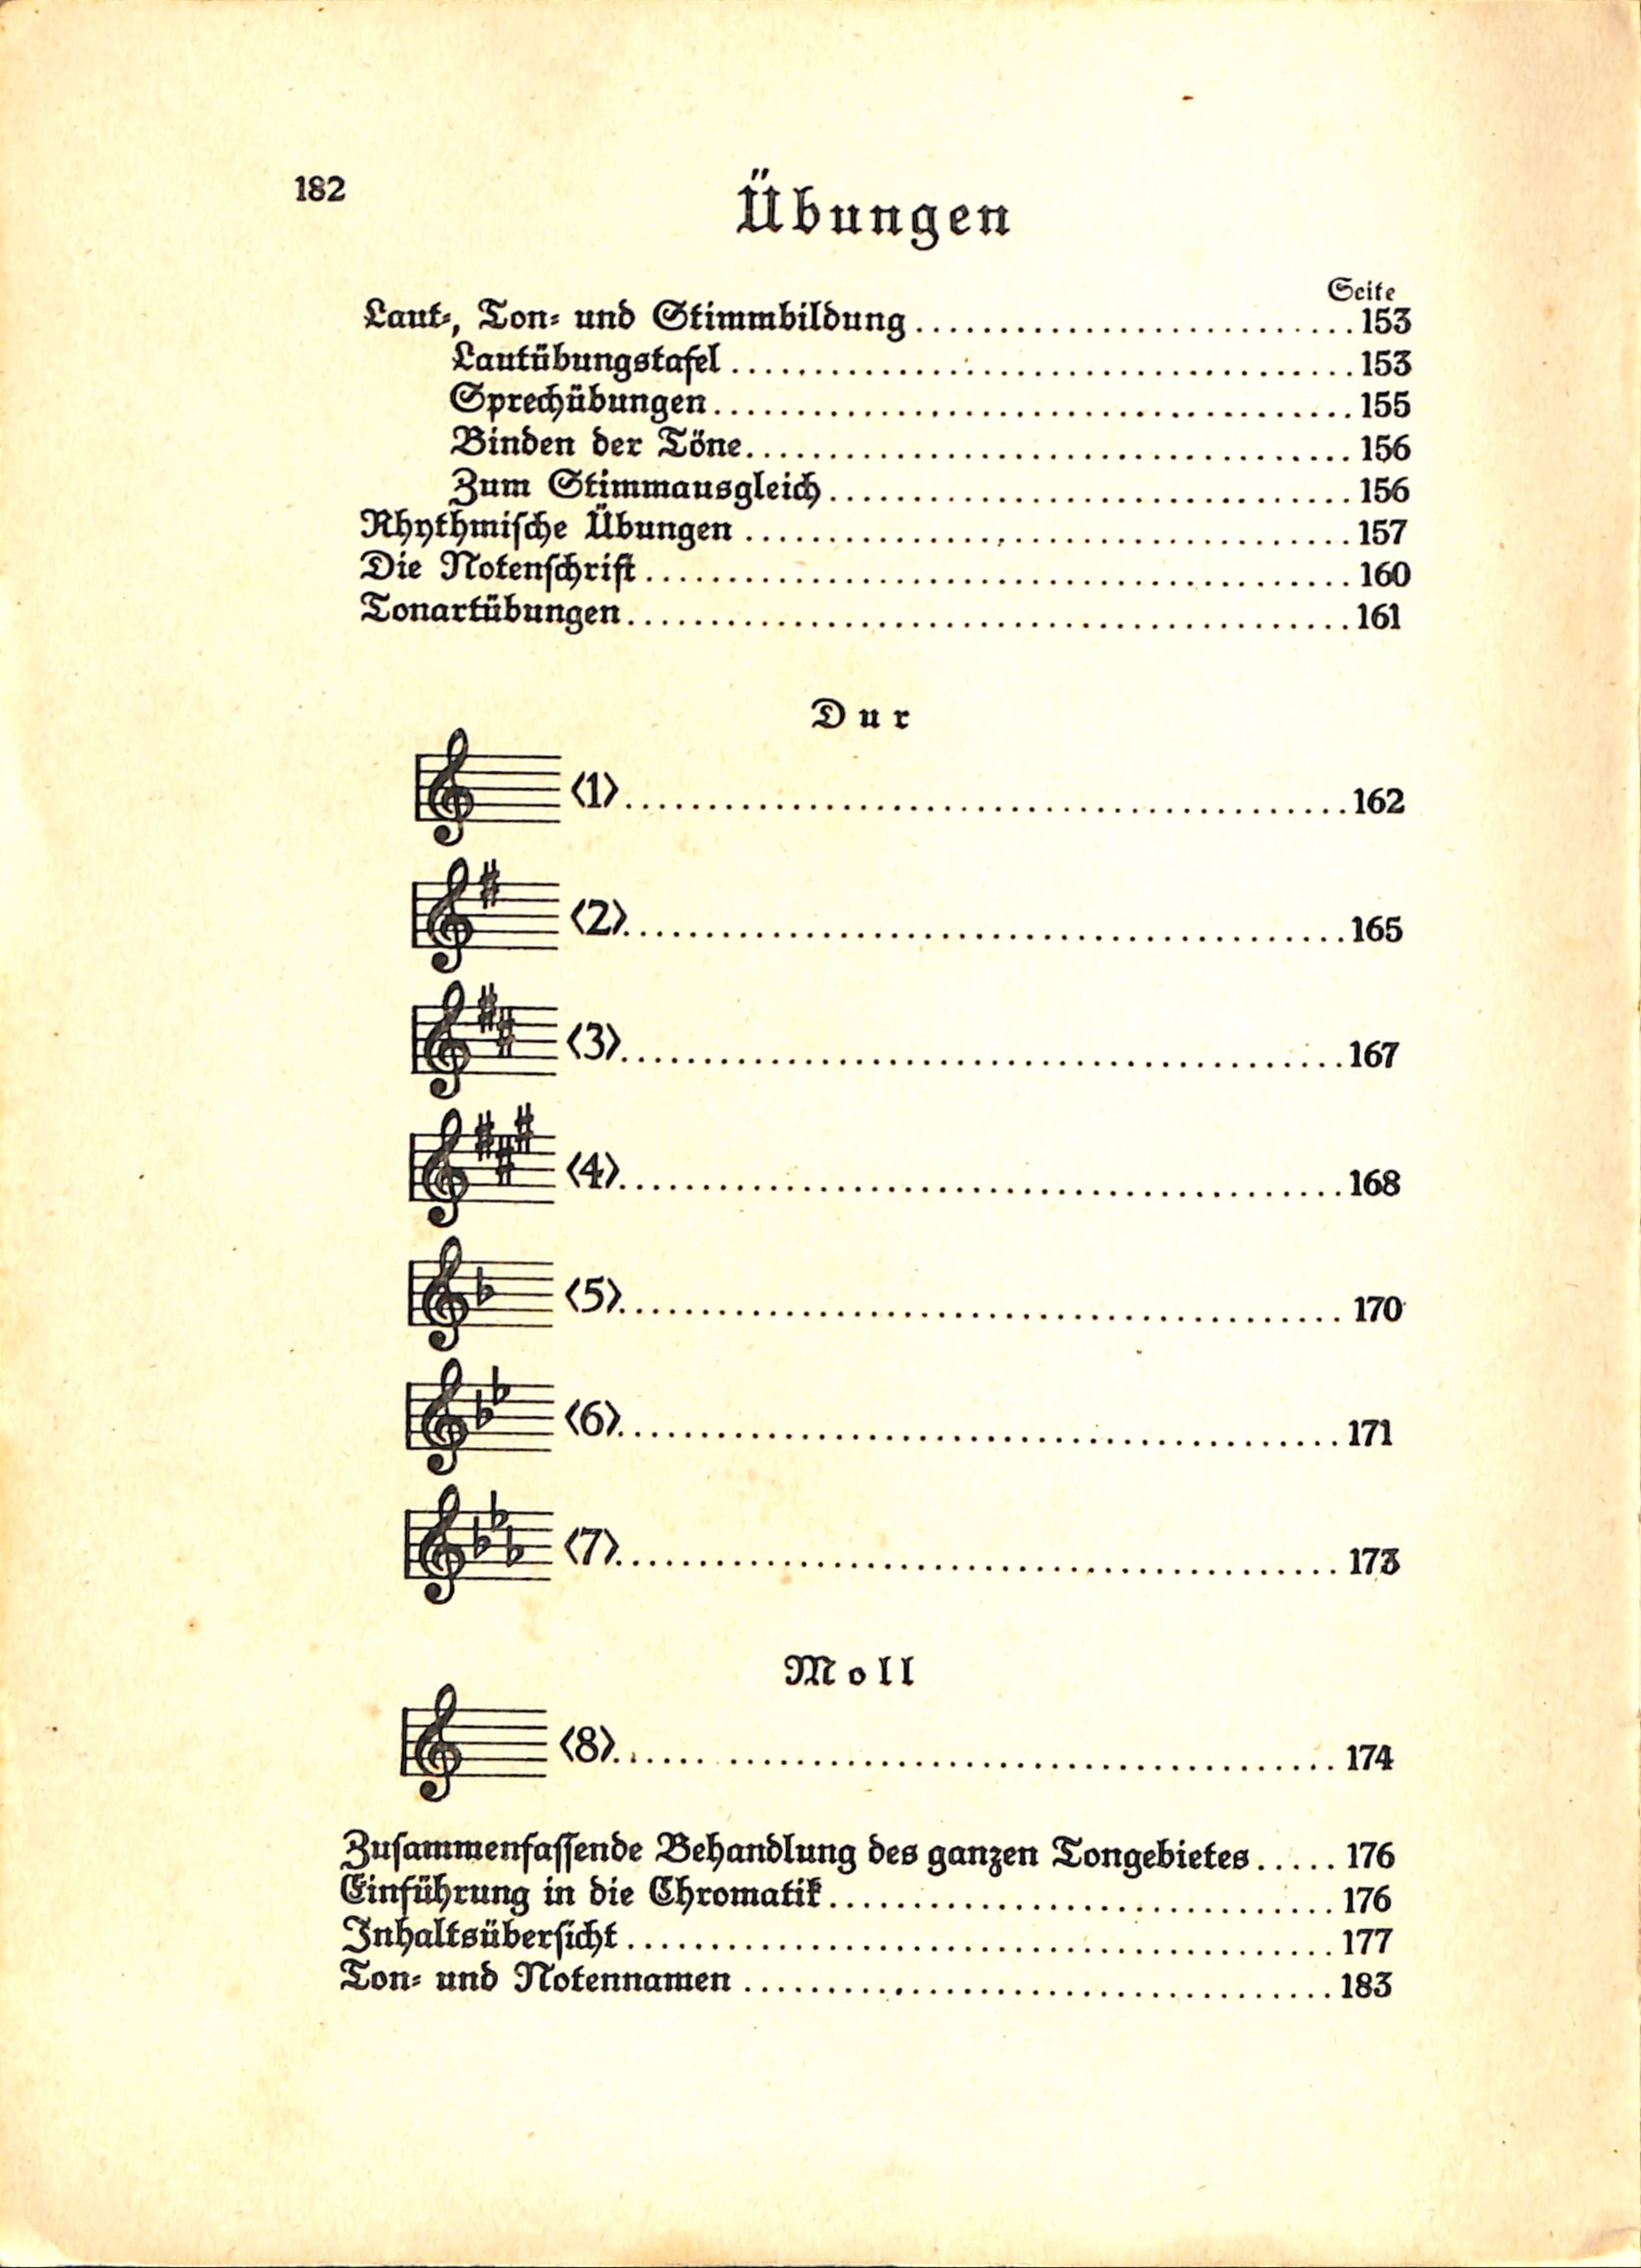 182
Übungen
Seite
Laut-, Ton- und Stimmbildung ........................... 153
Lautübungstafel ...................................... 153
Sprechübungen ....................................... 155
Binden der Töne ..................................... 156
Zum Stimmausgleich ................................ 156
Rhythmische Übungen ..................................... 157
Die Notenschrift ........................................... 160
Tonartübungen ............................................ 161
Dur
(1) ............................................ 162
(2) ............................................ 165
(3) ............................................ 167
(4) ............................................ 168
(5) ............................................ 170
(6) ............................................ 171
(7) ............................................ 173
Moll
(8) ............................................ 174
Zusammenfassende Behandlung des ganzen Tongebietes ..... 176
Einführung in die Chromatik ............................... 176
Inhaltsübersicht ........................................... 177
Ton- und Notennamen .................................... 183